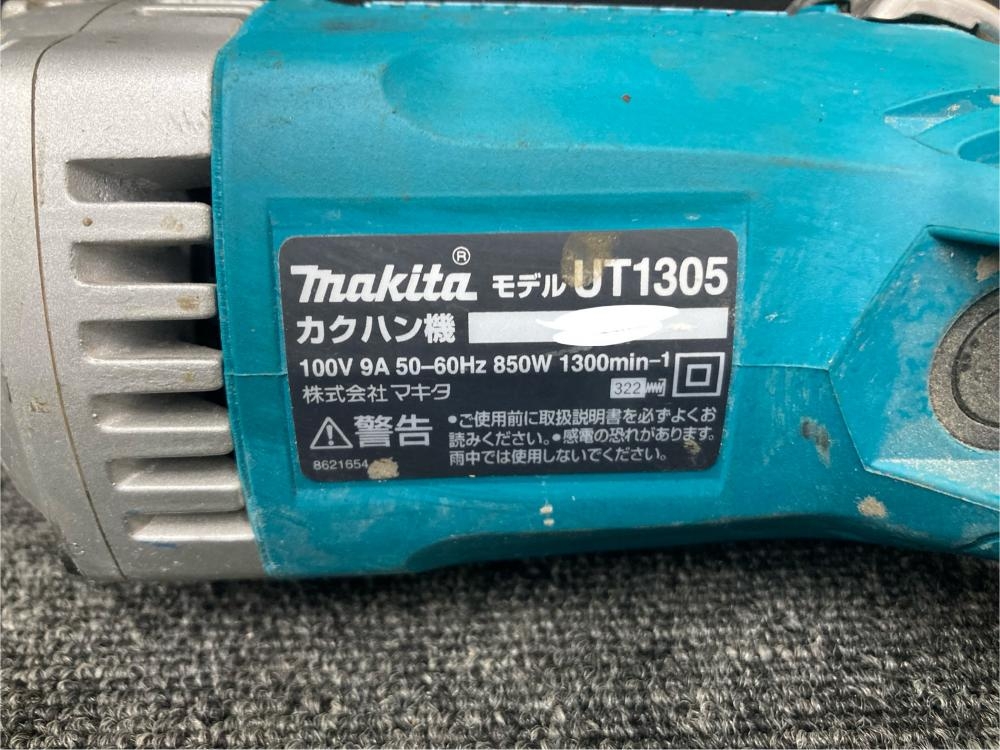 makita® モデル UT1305
カクハン機
100V 9A 50–60Hz 850W 1300min-1
株式会社 マキタ
322
警告
•ご使用前に取扱説明書を必ずよくお
読みください。•感電の恐れがあります。
雨中では使用しないでください。
8621654